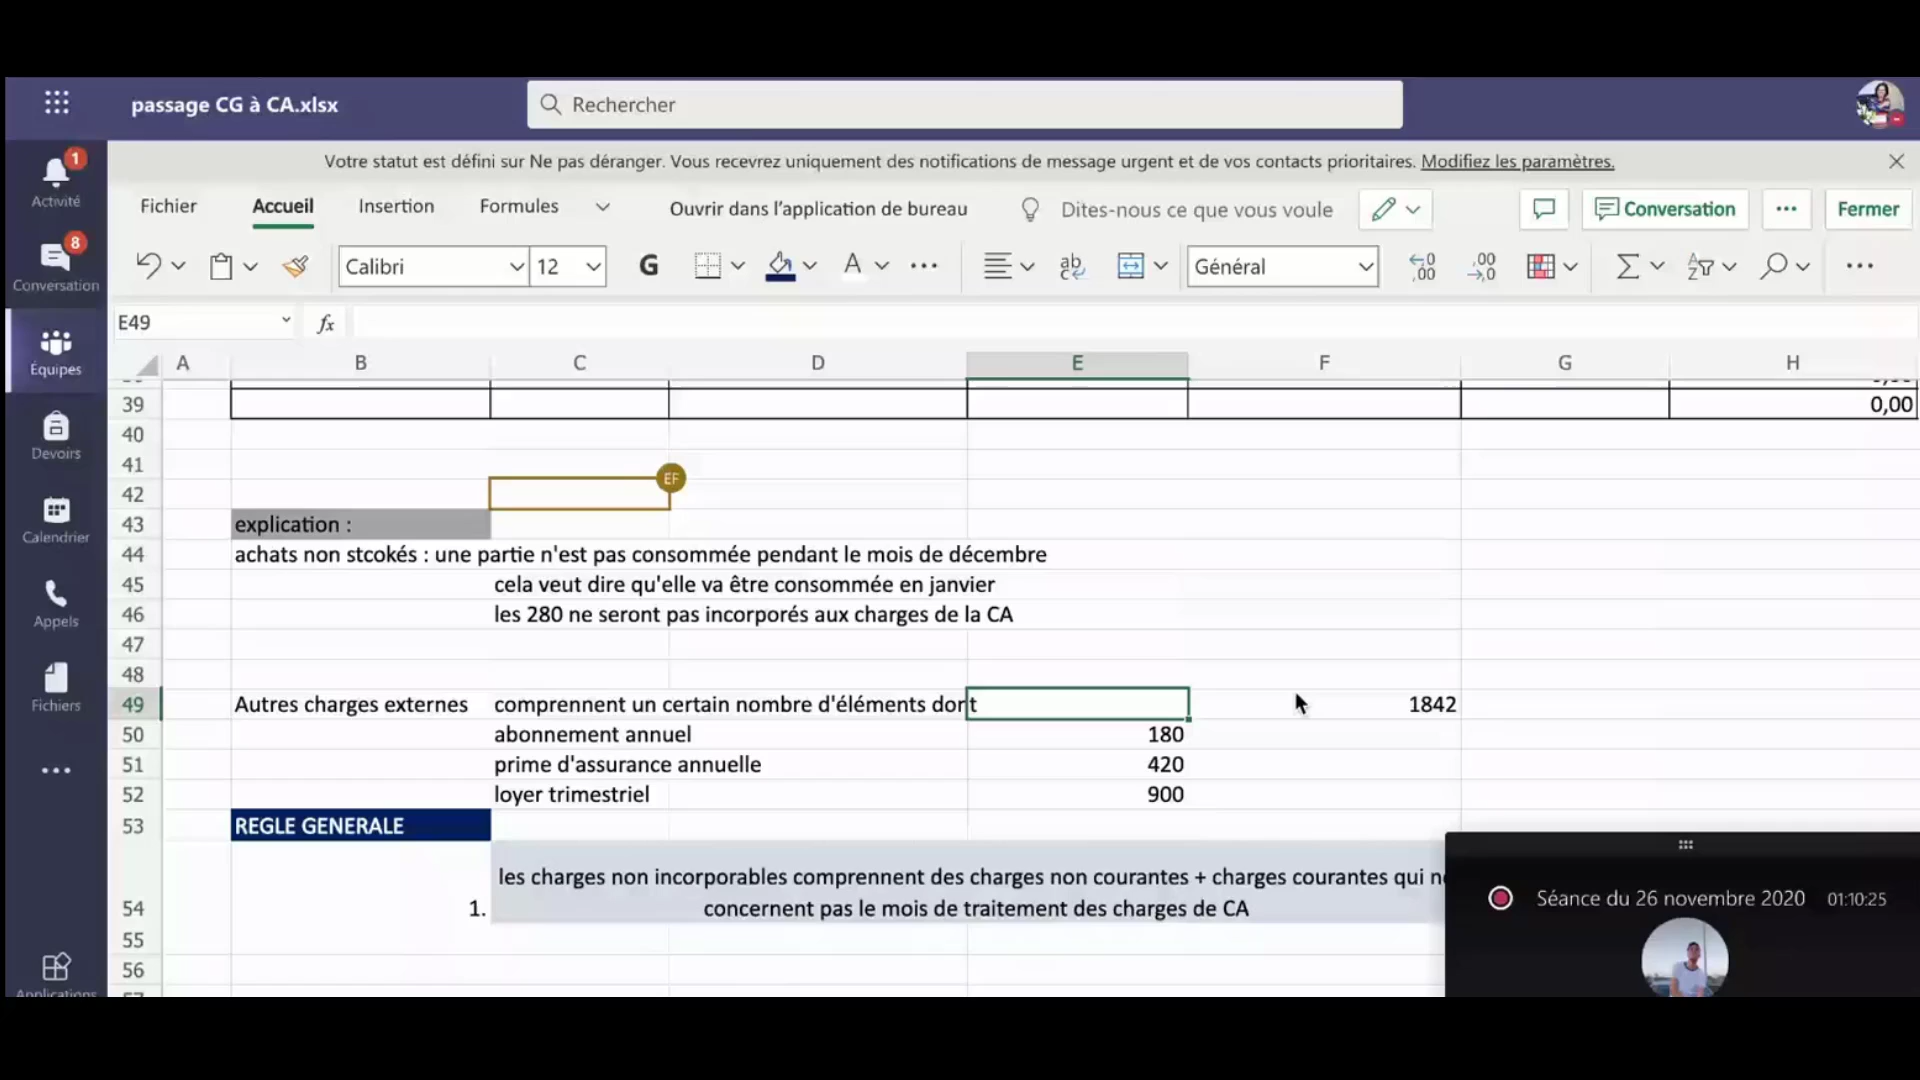 passage CG à CA.xlsx
Rechercher
Votre statut est défini sur Ne pas déranger. Vous recevrez uniquement des notifications de message urgent et de vos contacts prioritaires. Modifiez les paramètres.
1
Activité
8
Conversation
Équipes
Devoirs
Calendrier
Appels
Fichiers
Applications
Fichier Accueil Insertion Formules Ouvrir dans l'application de bureau Dites-nous ce que vous voule Conversation Fermer
Calibri 12 G A Général
E49 fx
A B C D E F G H
39 0,00
40
41
42 EF
43 explication :
44 achats non stcokés : une partie n'est pas consommée pendant le mois de décembre
45 cela veut dire qu'elle va être consommée en janvier
46 les 280 ne seront pas incorporés aux charges de la CA
47
48
49 Autres charges externes comprennent un certain nombre d'éléments dont 1842
50 abonnement annuel 180
51 prime d'assurance annuelle 420
52 loyer trimestriel 900
53 REGLE GENERALE
les charges non incorporables comprennent des charges non courantes + charges courantes qui
54 1. concernent pas le mois de traitement des charges de CA
55
56
Séance du 26 novembre 2020 01:10:25